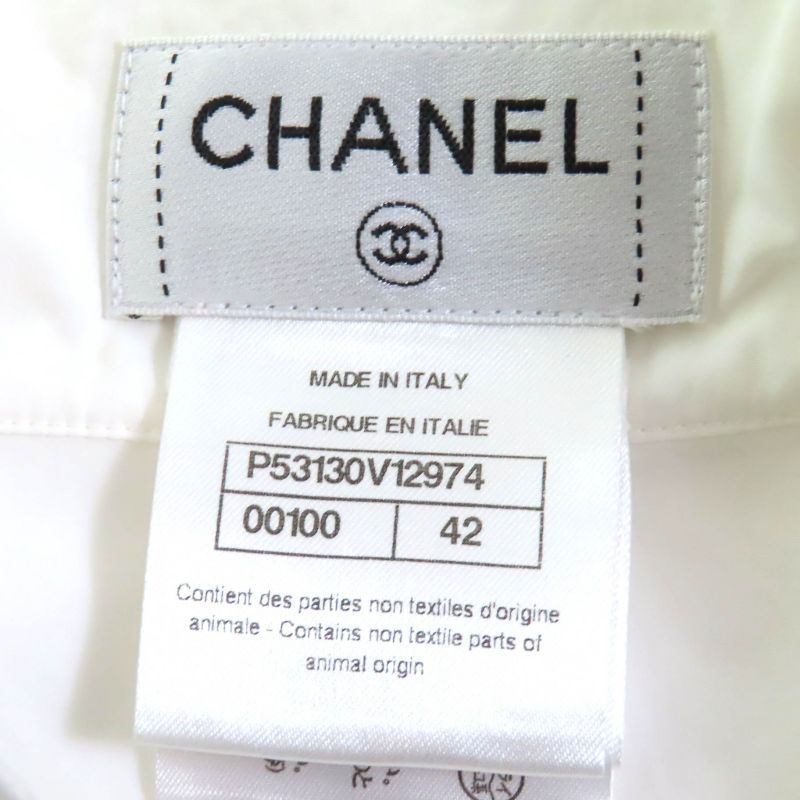 CHANEL
MADE IN ITALY
FABRIQUE EN ITALIE
P53130V12974
00100 42
Contient des parties non textiles d'origine
animale - Contains non textile parts of
animal origin